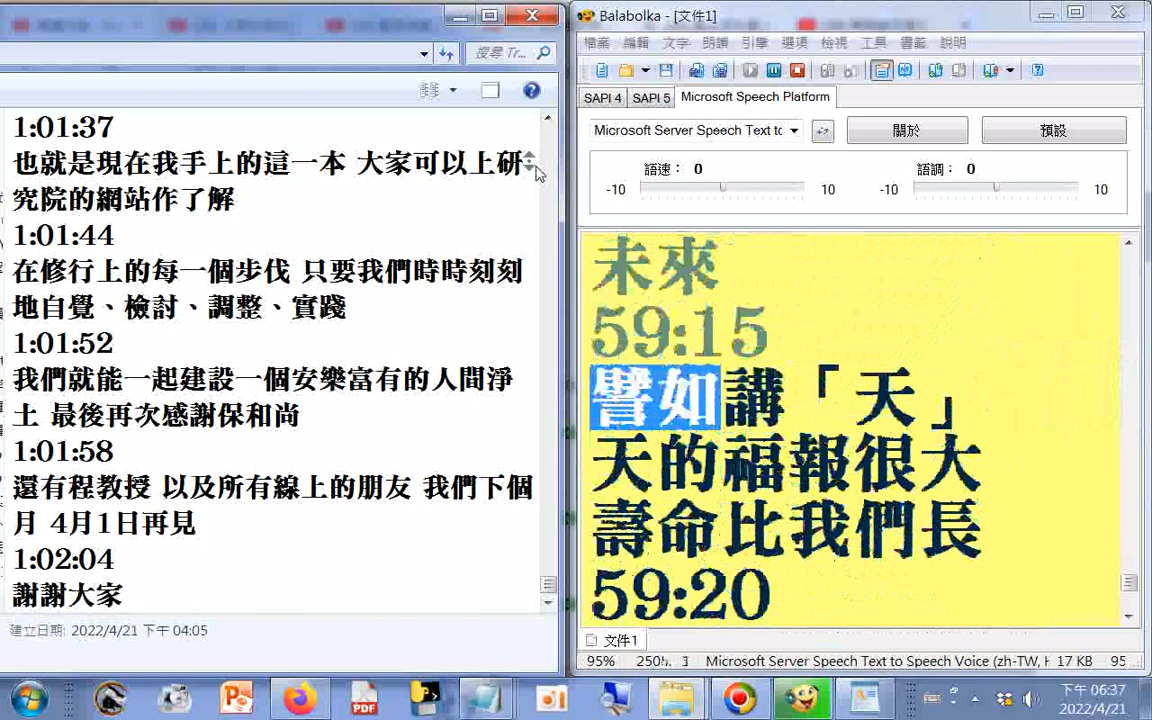 搜尋 Tr...
1:01:37
也就是現在我手上的這一本 大家可以上研
究院的網站作了解
1:01:44
在修行上的每一個步伐 只要我們時時刻刻
地自覺、檢討、調整、實踐
1:01:52
我們就能一起建設一個安樂富有的人間淨
土 最後再次感謝保和尚
1:01:58
還有程教授 以及所有線上的朋友 我們下個
月 4月1日再見
1:02:04
謝謝大家
建立日期: 2022/4/21 下午 04:05
Balabolka - [文件1]
檔案 編輯 文字 朗讀 引擎 選項 檢視 工具 書籤 說明
SAPI 4 SAPI 5 Microsoft Speech Platform
Microsoft Server Speech Text to 關於 預設
語速： 0 語調： 0
-10 10 -10 10
未來
59:15
譬如講「天」
天的福報很大
壽命比我們長
59:20
文件1
95% Microsoft Server Speech Text to Speech Voice (zh-TW, 17 KB 95
PDF
下午 06:37
2022/4/21